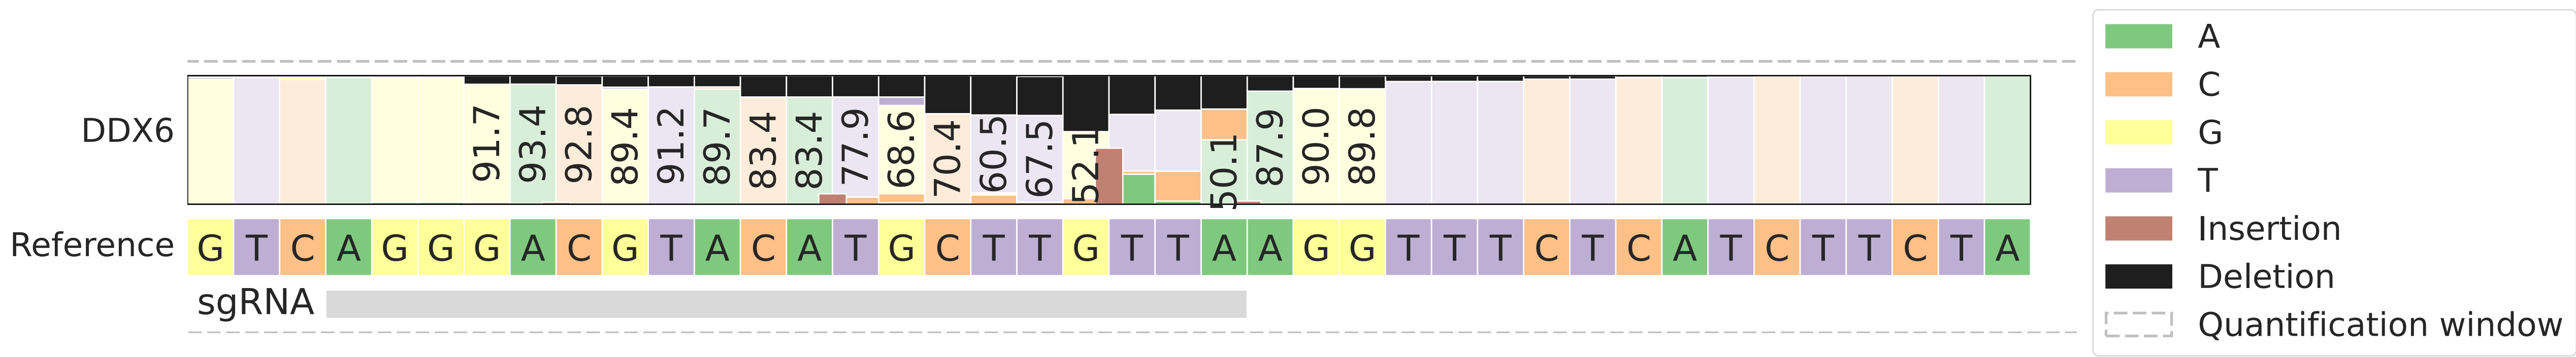 DDX6
91.7 93.4 92.8 89.4 91.2 89.7 83.4 83.4 77.9 68.6 70.4 60.5 67.5 52.1 50.1 87.9 90.0 89.8
Reference G T C A G G G A C G T A C A T G C T T G T T A A G G T T T C T C A T C T T C T A
sgRNA
A
C
G
T
Insertion
Deletion
Quantification window